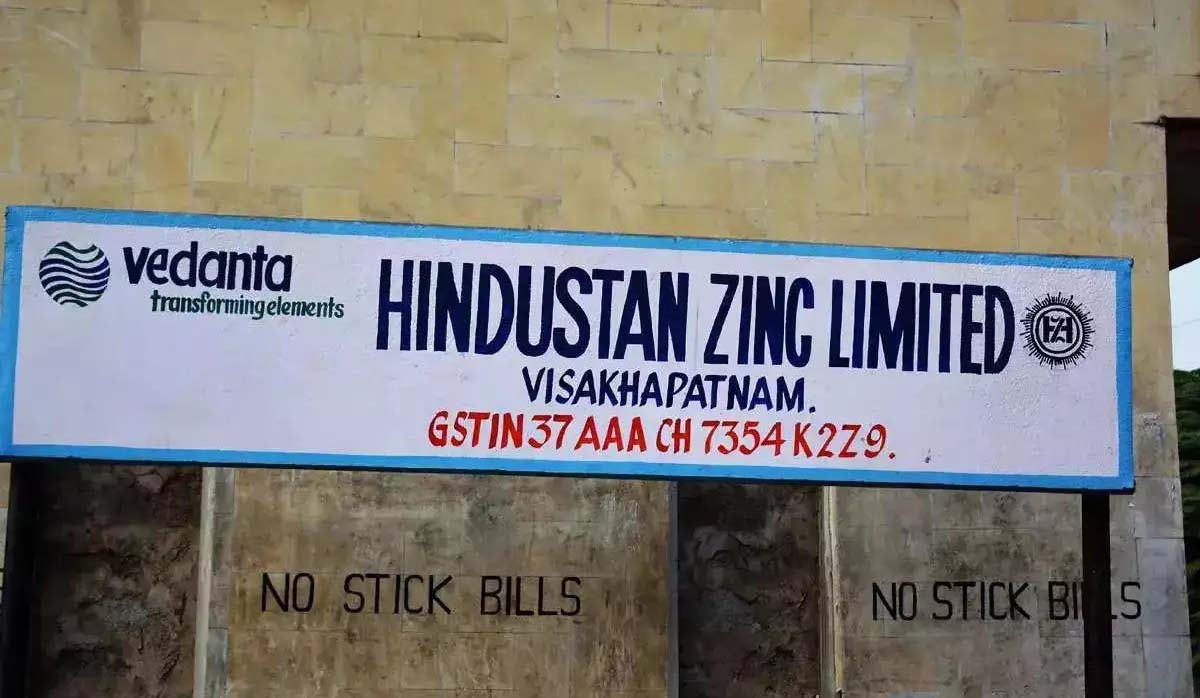 vedanta
transforming elements
HINDUSTAN ZINC LIMITED
HZL
VISAKHAPATNAM.
GSTIN 37 AAA CH 7354 K2Z9.
NO STICK BILLS
NO STICK BILLS